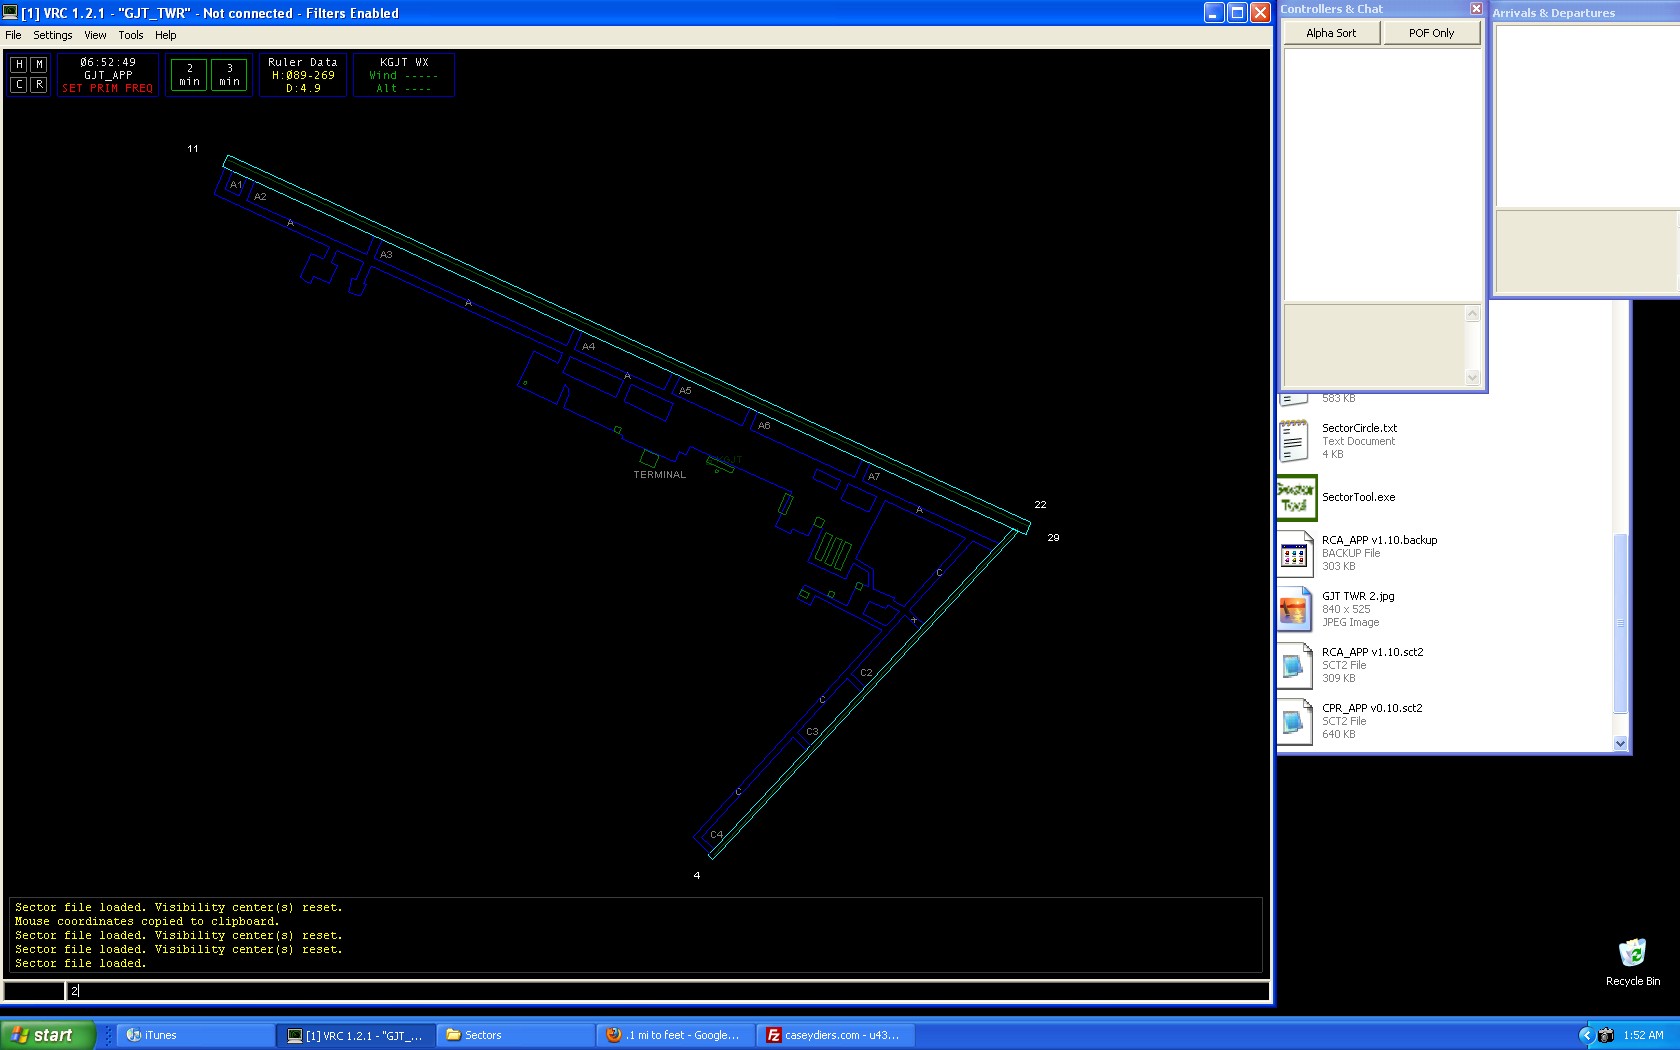 [1] VRC 1.2.1 - "GJT_TWR" - Not connected - Filters Enabled
File Settings View Tools Help
H M
C R
06:52:49
GJT_APP
SET PRIM FREQ
2 min
3 min
Ruler Data
H:089-269
D:4.9
KGJT WX
Wind -----
Alt ----
Controllers & Chat
Alpha Sort
POF Only
Arrivals & Departures
11
A1
A2
A
A3
A
A4
A
A5
A6
KGJT
TERMINAL
A7
A
22
29
C
x
C2
C
C3
C
C4
4
583 KB
SectorCircle.txt
Text Document
4 KB
Sector Tool
SectorTool.exe
RCA_APP v1.10.backup
BACKUP File
303 KB
GJT TWR 2.jpg
840 x 525
JPEG Image
RCA_APP v1.10.sct2
SCT2 File
309 KB
CPR_APP v0.10.sct2
SCT2 File
640 KB
Sector file loaded. Visibility center(s) reset.
Mouse coordinates copied to clipboard.
Sector file loaded. Visibility center(s) reset.
Sector file loaded. Visibility center(s) reset.
Sector file loaded.
2
Recycle Bin
start
iTunes
[1] VRC 1.2.1 - "GJT_...
Sectors
.1 mi to feet - Google...
Fz
caseydiers.com - u43...
1:52 AM